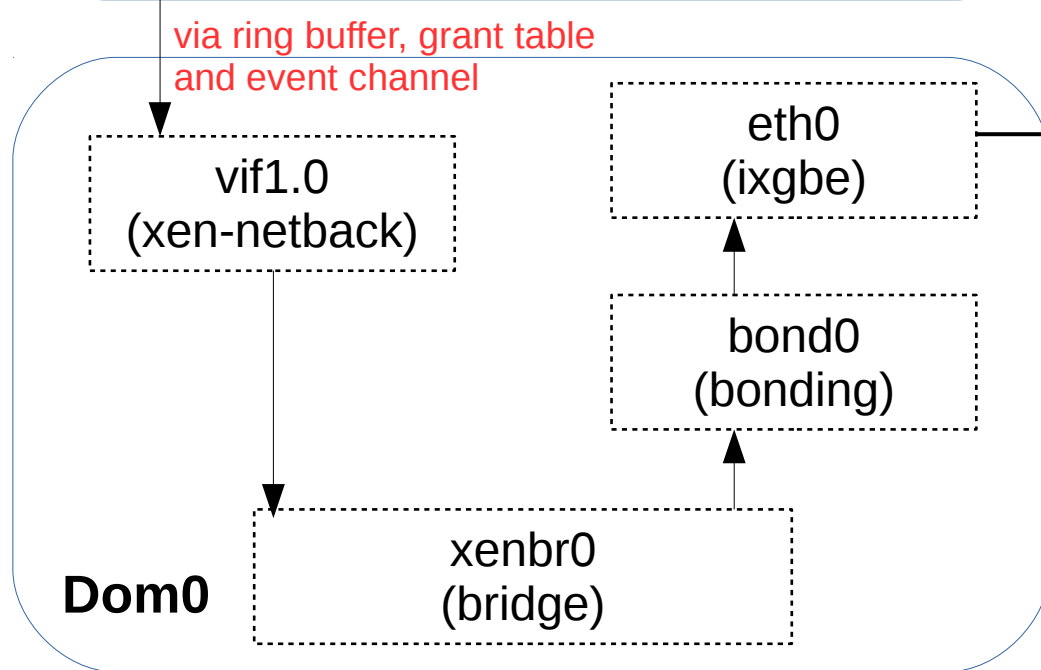 via ring buffer, grant table
and event channel
eth0
(ixgbe)
vif1.0
(xen-netback)
bond0
(bonding)
xenbr0
(bridge)
Dom0